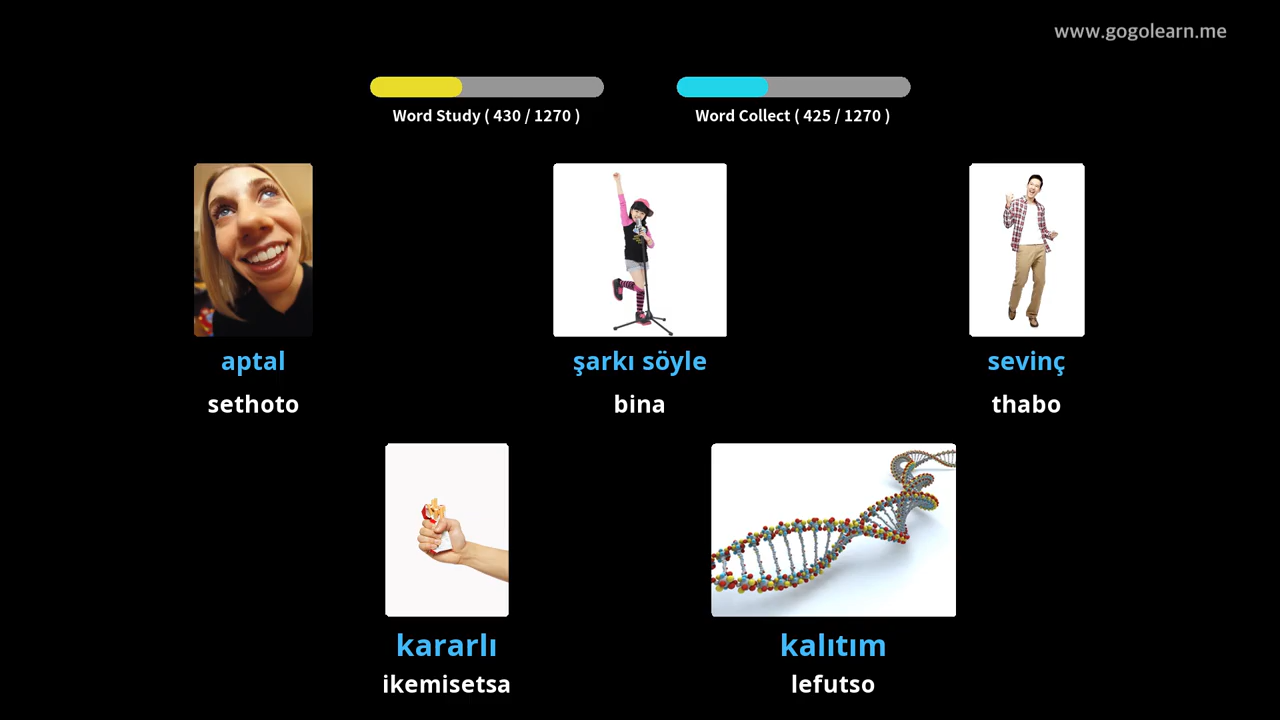 www.gogolearn.me
Word Study ( 430 / 1270 )
Word Collect ( 425 / 1270 )
aptal
sethoto
şarkı söyle
bina
sevinç
thabo
kararlı
ikemisetsa
kalıtım
lefutso